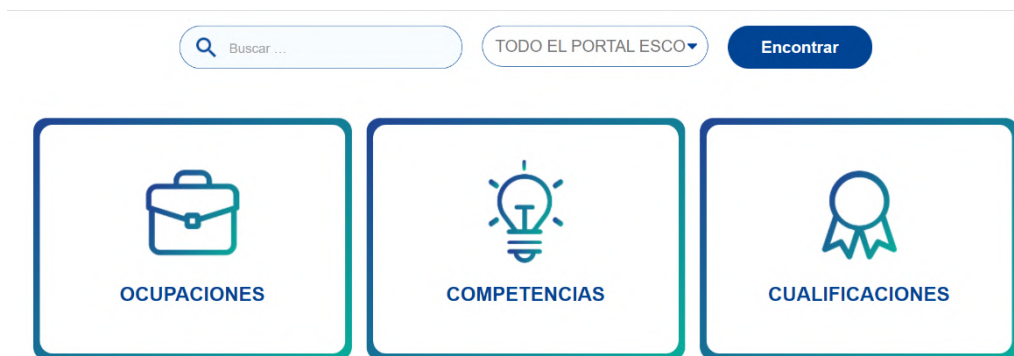 Buscar ... TODO EL PORTAL ESCO Encontrar
OCUPACIONES COMPETENCIAS CUALIFICACIONES